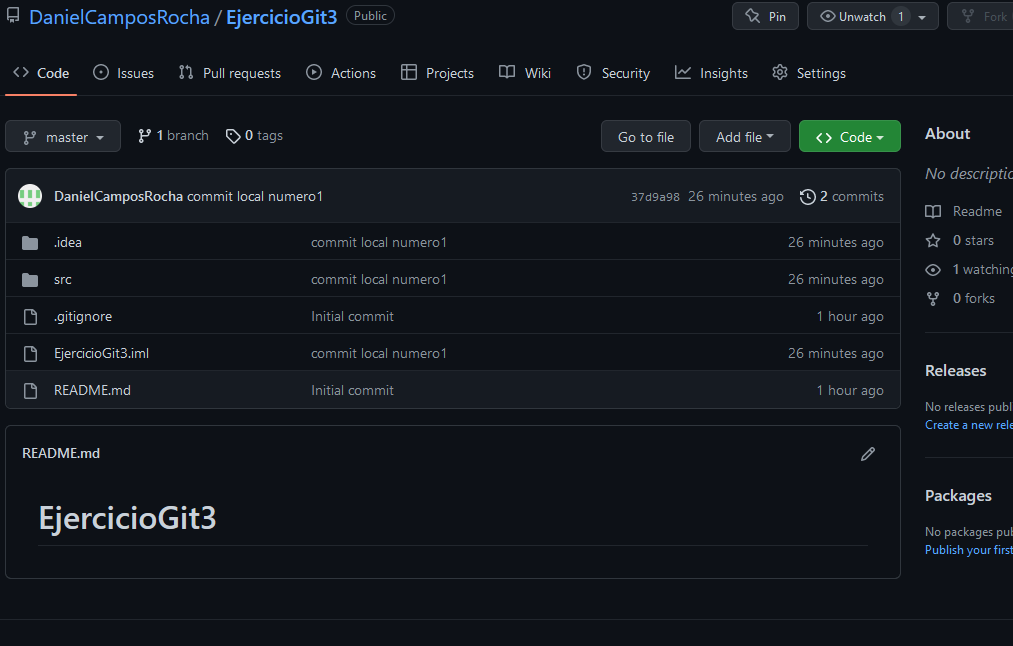 DanielCamposRocha / EjercicioGit3 Public Pin Unwatch 1 Fork
Code Issues Pull requests Actions Projects Wiki Security Insights Settings
master 1 branch 0 tags Go to file Add file Code
DanielCamposRocha commit local numero1 37d9a98 26 minutes ago 2 commits
.idea commit local numero1 26 minutes ago
src commit local numero1 26 minutes ago
.gitignore Initial commit 1 hour ago
EjercicioGit3.iml commit local numero1 26 minutes ago
README.md Initial commit 1 hour ago
README.md
EjercicioGit3
About
No descriptio
Readme
0 stars
1 watching
0 forks
Releases
No releases publ
Create a new rele
Packages
No packages pub
Publish your first